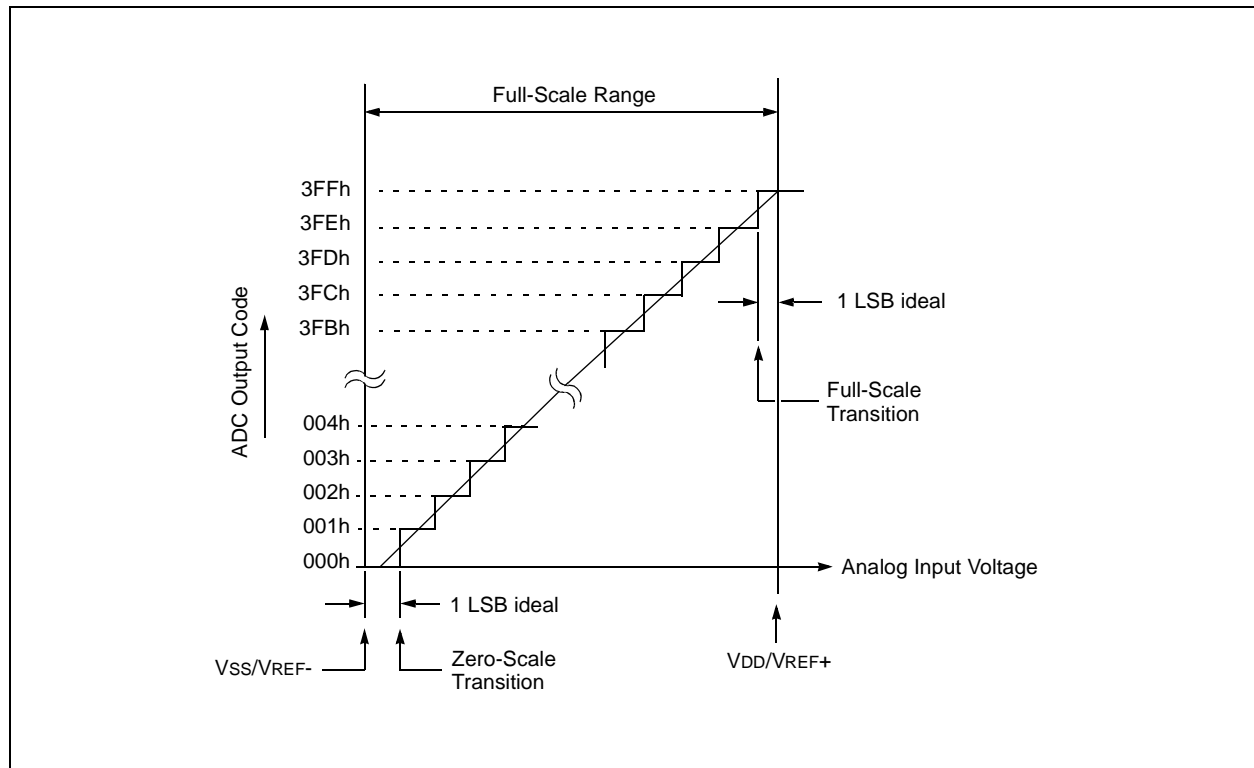 Full-Scale Range
3FFh
3FEh
3FDh
3FCh
3FBh
1 LSB ideal
ADC Output Code
Full-Scale
Transition
004h
003h
002h
001h
000h
Analog Input Voltage
1 LSB ideal
VSS/VREF-
Zero-Scale
Transition
VDD/VREF+